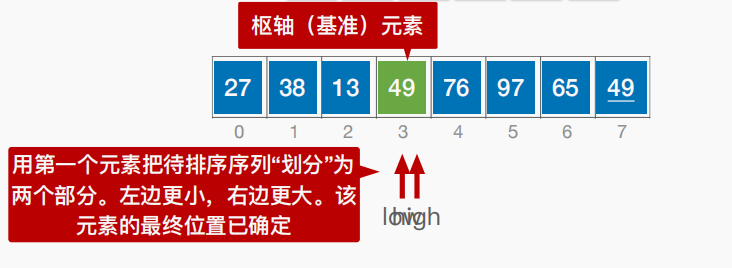 枢轴（基准）元素
27 38 13 49 76 97 65 49
0 1 2 3 4 5 6 7
用第一个元素把待排序序列“划分”为
两个部分。左边更小，右边更大。该
元素的最终位置已确定
low high